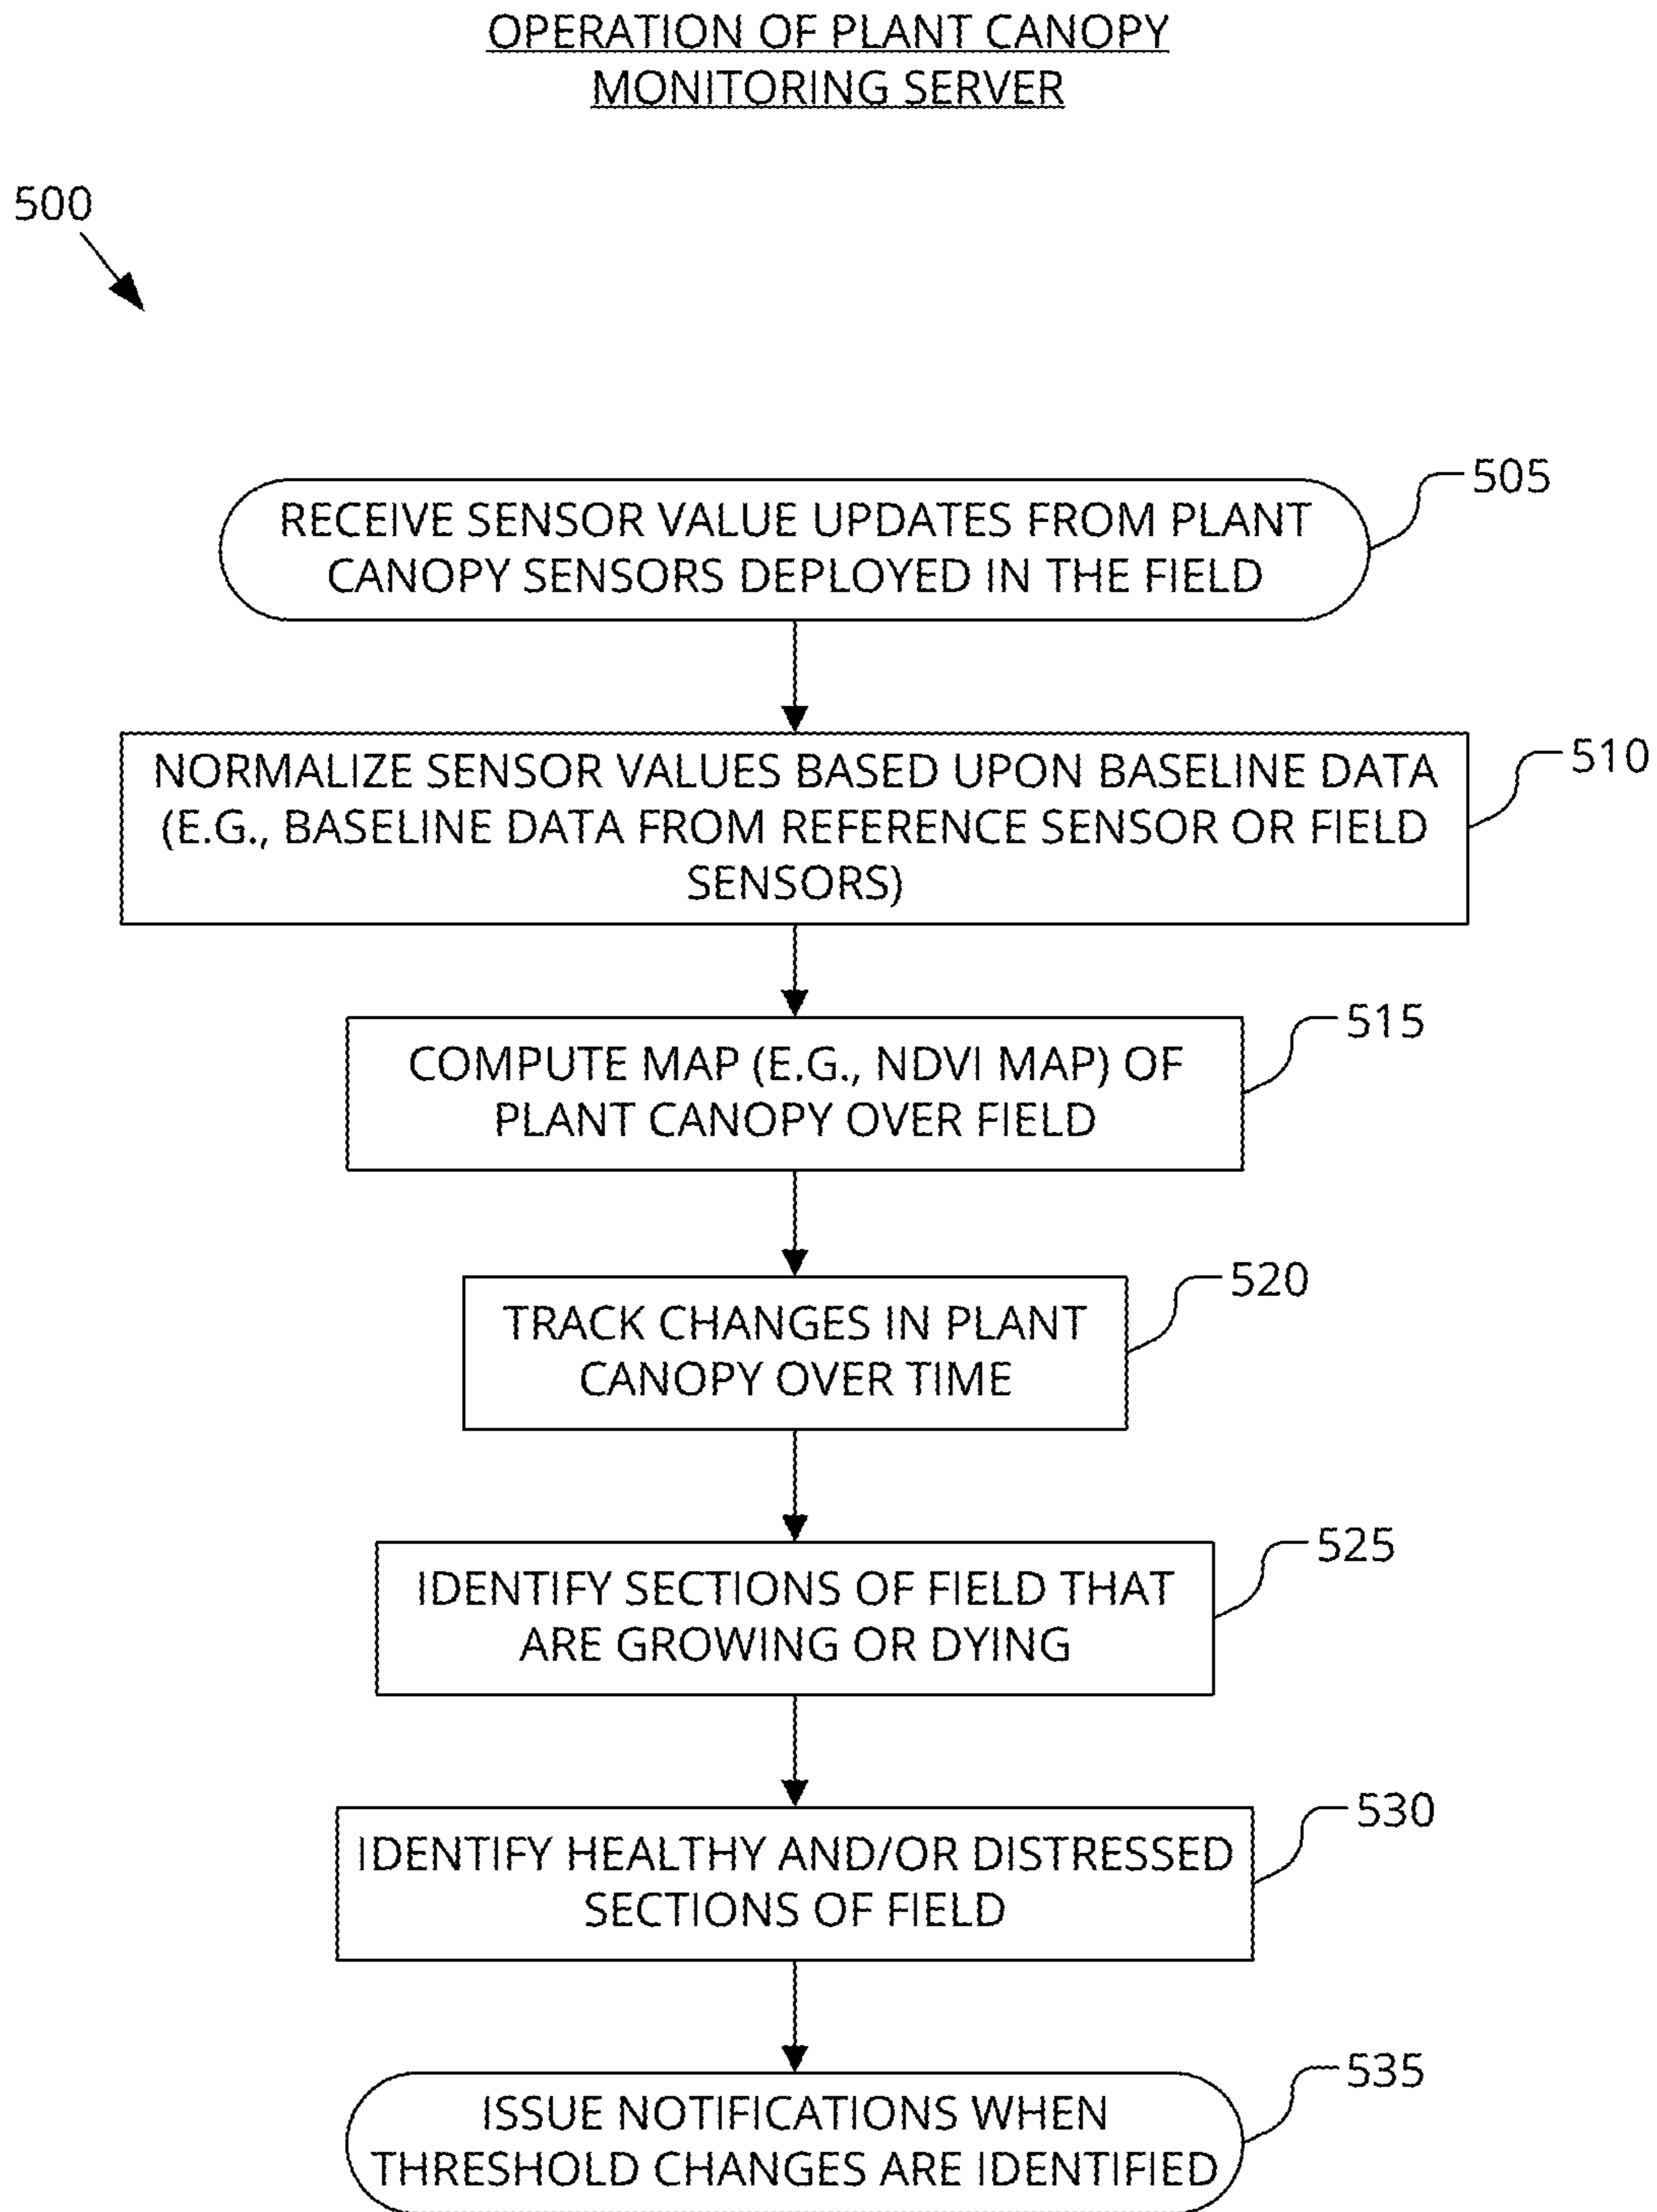 OPERATION OF PLANT CANOPY
MONITORING SERVER
500
RECEIVE SENSOR VALUE UPDATES FROM PLANT
CANOPY SENSORS DEPLOYED IN THE FIELD
505
NORMALIZE SENSOR VALUES BASED UPON BASELINE DATA
(E.G., BASELINE DATA FROM REFERENCE SENSOR OR FIELD
SENSORS)
510
COMPUTE MAP (E.G., NDVI MAP) OF
PLANT CANOPY OVER FIELD
515
TRACK CHANGES IN PLANT
CANOPY OVER TIME
520
IDENTIFY SECTIONS OF FIELD THAT
ARE GROWING OR DYING
525
IDENTIFY HEALTHY AND/OR DISTRESSED
SECTIONS OF FIELD
530
ISSUE NOTIFICATIONS WHEN
THRESHOLD CHANGES ARE IDENTIFIED
535